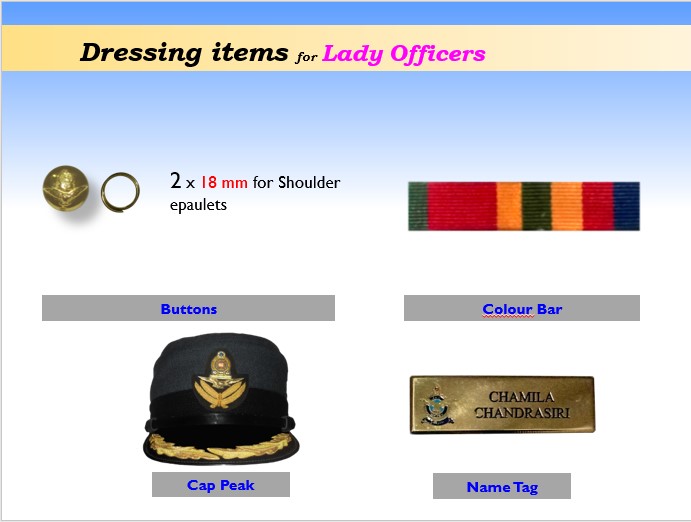 Dressing items for Lady Officers
2 x 18 mm for Shoulder
epaulets
Buttons
Colour Bar
CHAMILA
CHANDRASIRI
Cap Peak
Name Tag